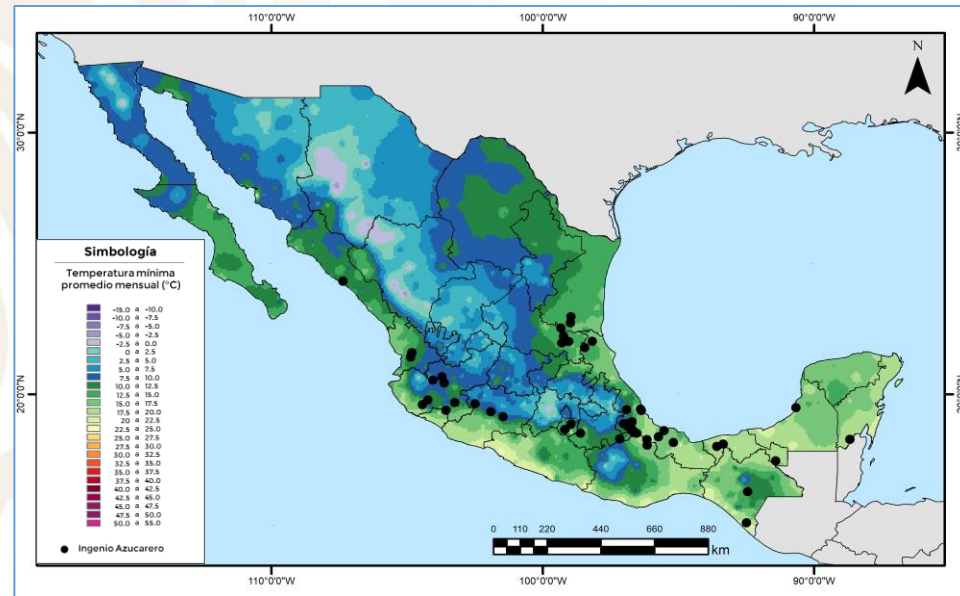 110°0'0"W
100°0'0"W
90°0'0"W
N
30°0'0"N
20°0'0"N
Simbología
Temperatura mínima
promedio mensual (°C)
-15.0 a -10.0
-10.0 a -7.5
-7.5 a -5.0
-5.0 a -2.5
-2.5 a 0.0
0 a 2.5
2.5 a 5.0
5.0 a 7.5
7.5 a 10.0
10.0 a 12.5
12.5 a 15.0
15.0 a 17.5
17.5 a 20.0
20 a 22.5
22.5 a 25.0
25.0 a 27.5
27.5 a 30.0
30.0 a 32.5
32.5 a 35.0
35.0 a 37.5
37.5 a 40.0
40.0 a 42.5
42.5 a 45.0
47.5 a 50.0
50.0 a 55.0
Ingenio Azucarero
0 110 220 440 660 880
km
110°0'0"W
100°0'0"W
90°0'0"W